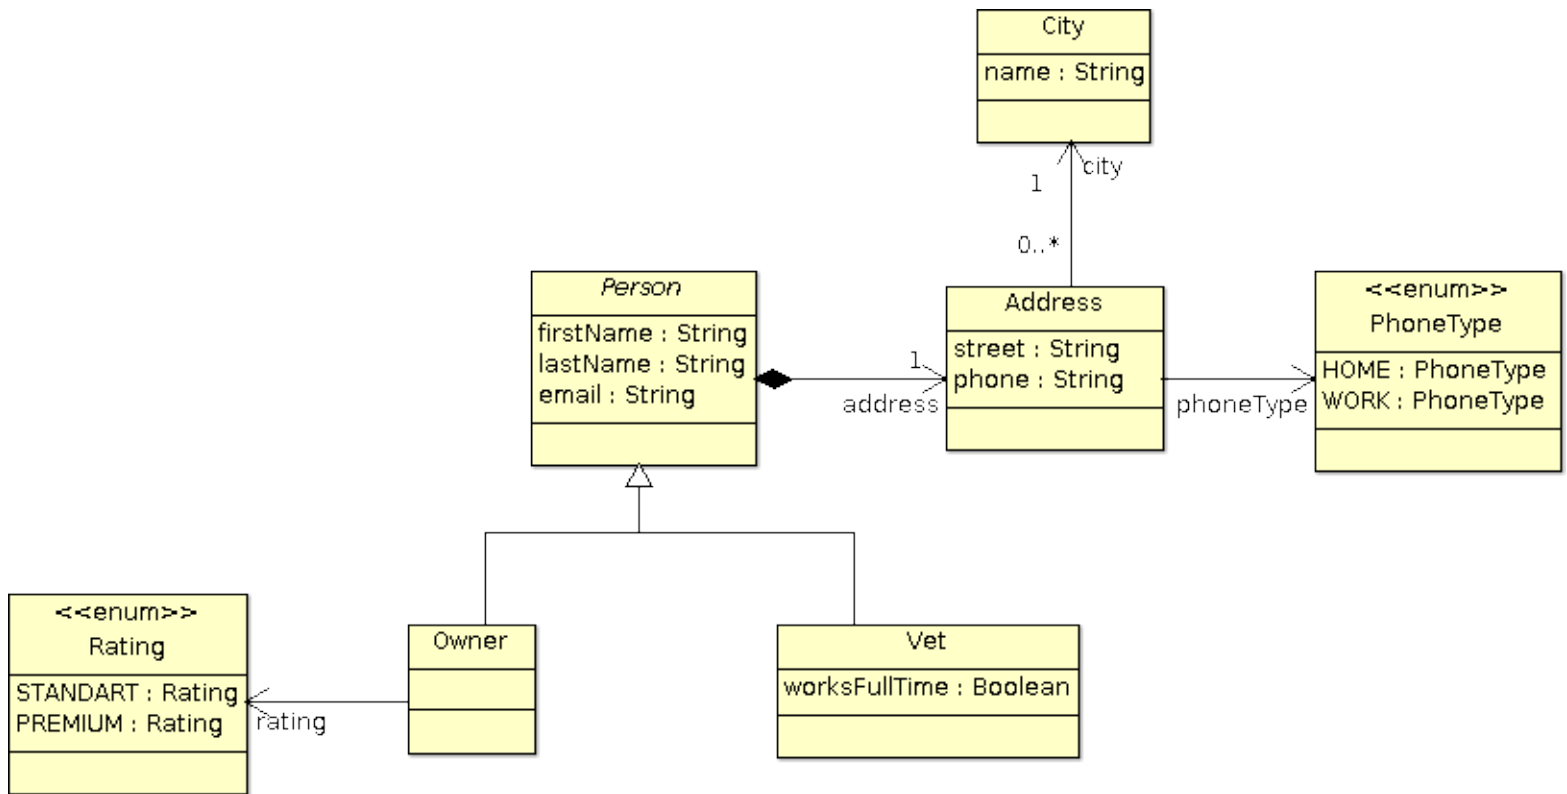 City
name : String
city
1
0..*
Person
firstName : String
lastName : String
email : String
1
address
Address
street : String
phone : String
phoneType
<<enum>>
PhoneType
HOME : PhoneType
WORK : PhoneType
<<enum>>
Rating
STANDART : Rating
PREMIUM : Rating
rating
Owner
Vet
worksFullTime : Boolean